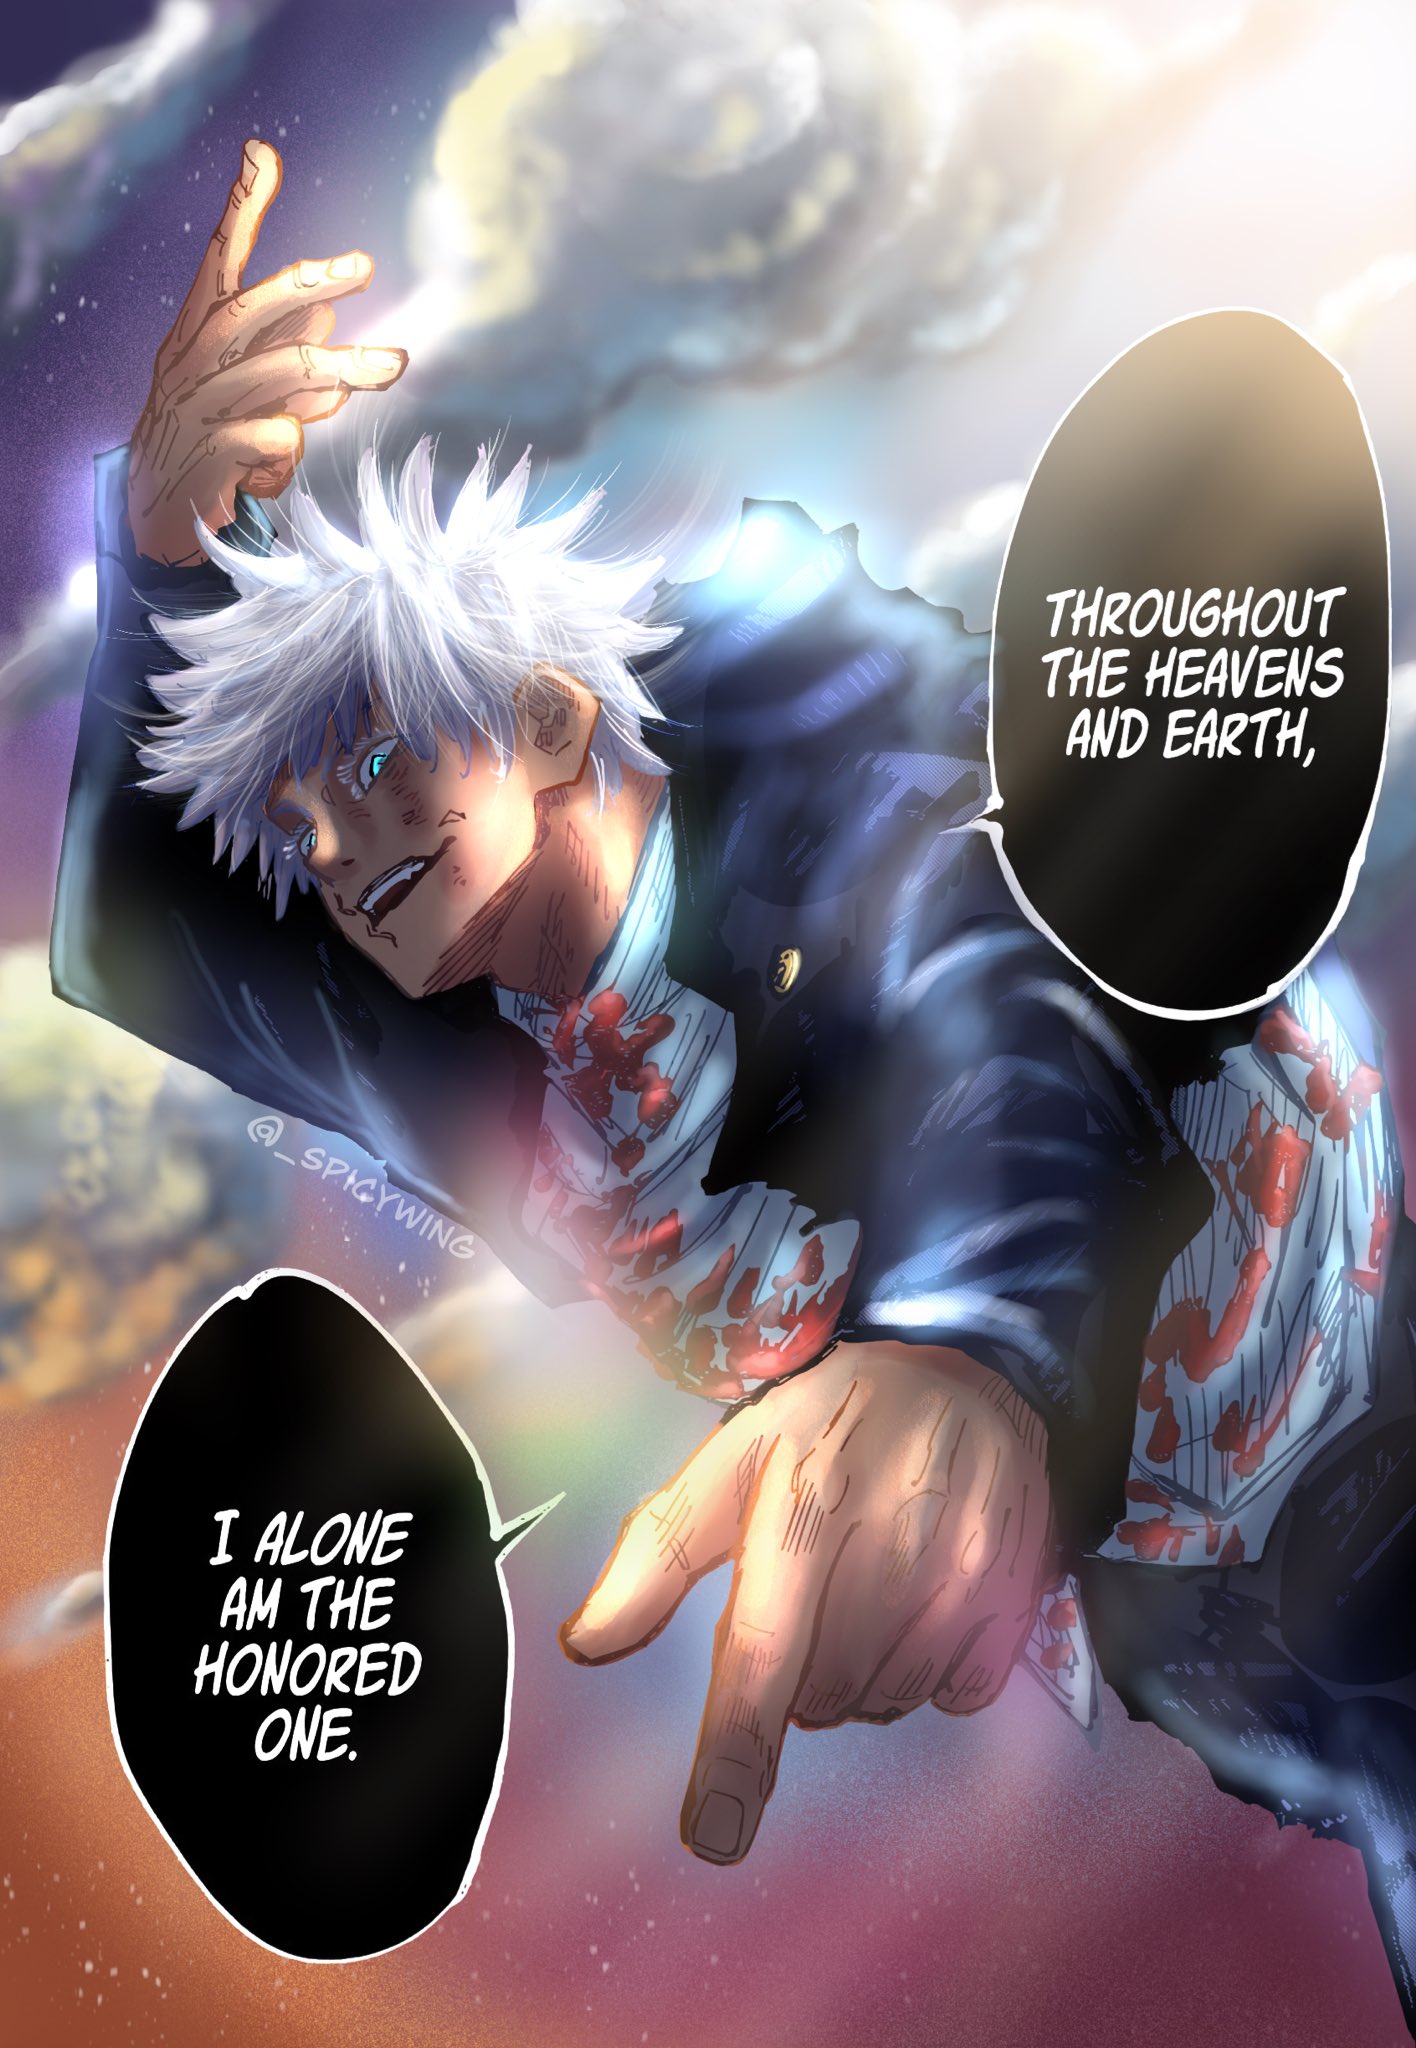 THROUGHOUT
THE HEAVENS
AND EARTH,
@_SPICYWING
I ALONE
AM THE
HONORED
ONE.